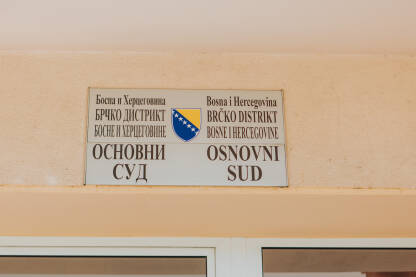 Босна и Херцеговина
БРЧКО ДИСТРИКТ
БОСНЕ И ХЕРЦЕГОВИНЕ
ОСНОВНИ
СУД
Bosna i Hercegovina
BRČKO DISTRIKT
BOSNE I HERCEGOVINE
OSNOVNI
SUD